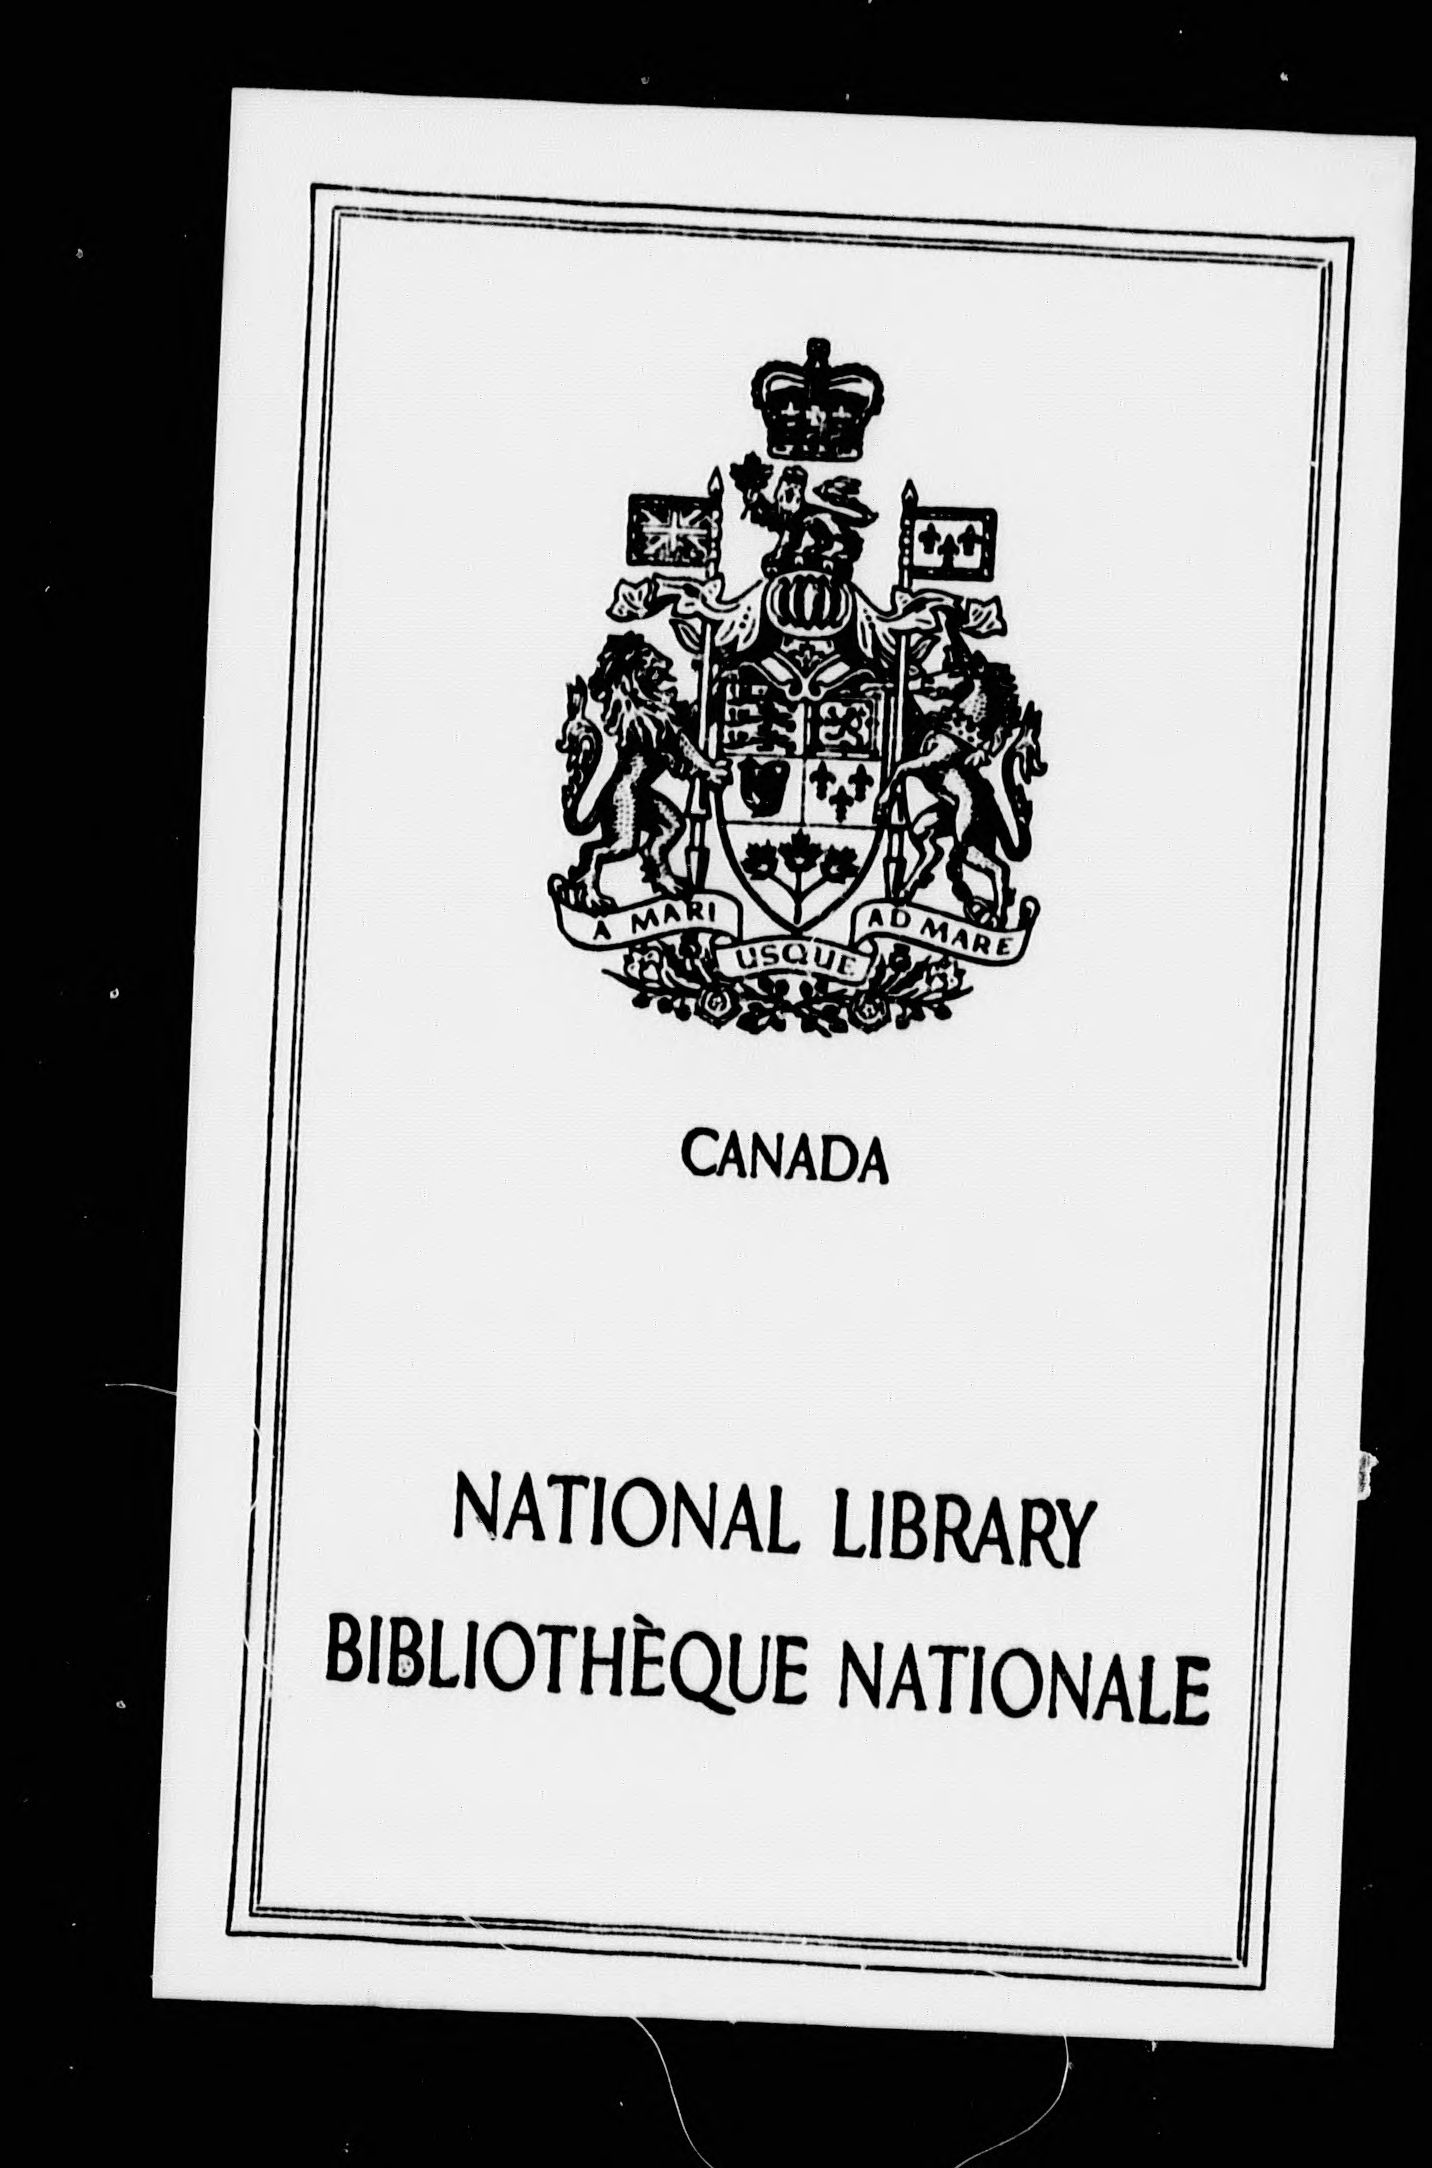 A MARI USQUE AD MARE
CANADA
NATIONAL LIBRARY
BIBLIOTHÈQUE NATIONALE